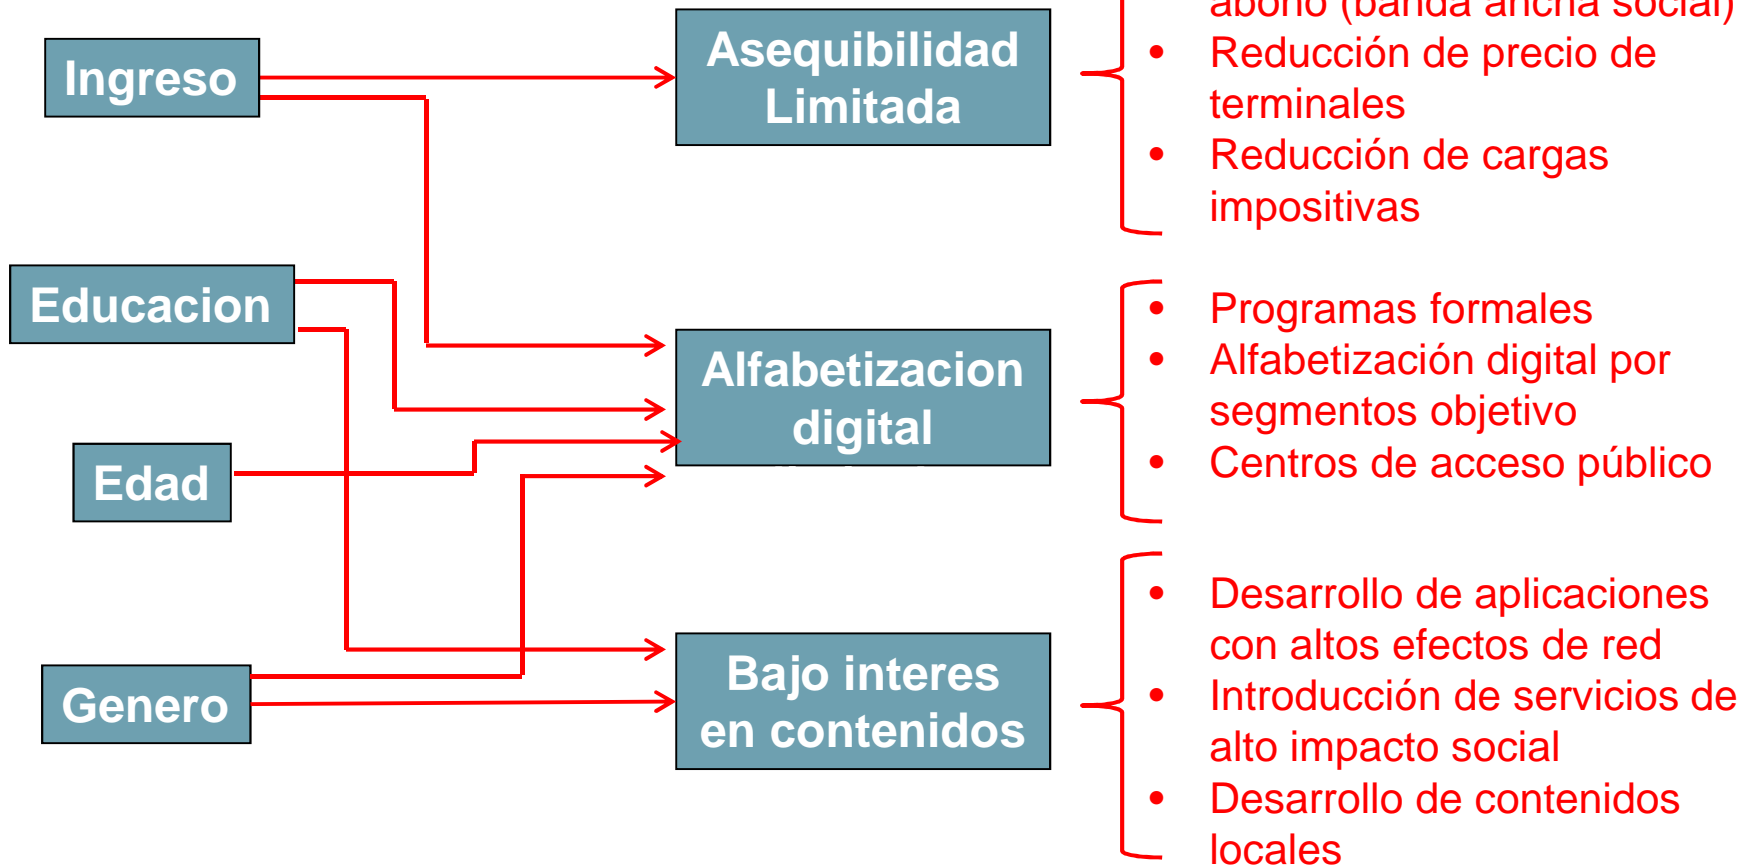 Ingreso
Educacion
Edad
Genero
Asequibilidad
Limitada
Alfabetizacion
digital
Bajo interes
en contenidos
abono (banda ancha social)
• Reducción de precio de
terminales
• Reducción de cargas
impositivas
• Programas formales
• Alfabetización digital por
segmentos objetivo
• Centros de acceso público
• Desarrollo de aplicaciones
con altos efectos de red
• Introducción de servicios de
alto impacto social
• Desarrollo de contenidos
locales